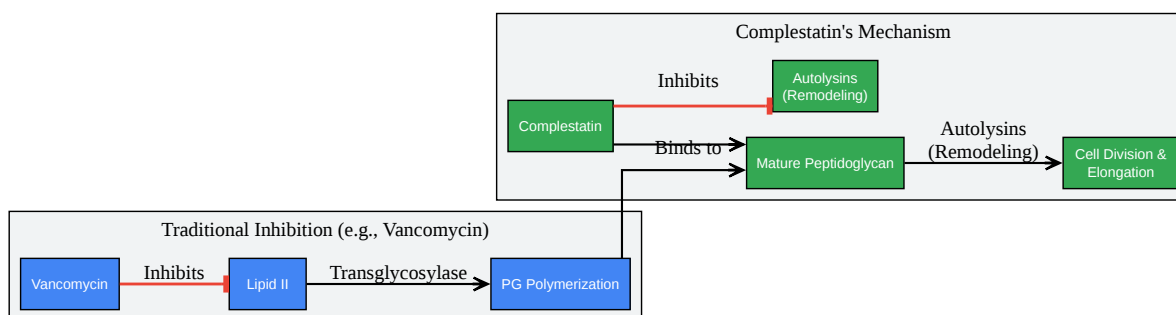 Complestatin's Mechanism
Inhibits
Autolysins
(Remodeling)
Complestatin
Binds to
Mature Peptidoglycan
Autolysins
(Remodeling)
Cell Division &
Elongation
Traditional Inhibition (e.g., Vancomycin)
Vancomycin
Inhibits
Lipid II
Transglycosylase
PG Polymerization